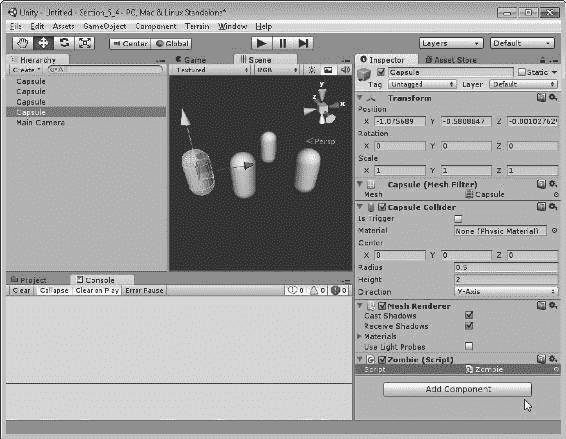 Unity - Untitled - Section_5_4 - PC, Mac & Linux Standalone*
File Edit Assets GameObject Component Terrain Window Help
Center Global Layers Default
Hierarchy
Create All
Capsule
Capsule
Capsule
Capsule
Main Camera
Game Scene
Textured RGB
y
x
z
Persp
Project Console
Clear Collapse Clear on Play Error Pause 0 0 0
Inspector Asset Store
Capsule Static
Tag Untagged Layer Default
Transform
Position
X -1.075689 Y -0.5808847 Z -0.001027629
Rotation
X 0 Y 0 Z 0
Scale
X 1 Y 1 Z 1
Capsule (Mesh Filter)
Mesh Capsule
Capsule Collider
Is Trigger
Material None (Physic Material)
Center
X 0 Y 0 Z 0
Radius 0.5
Height 2
Direction Y-Axis
Mesh Renderer
Cast Shadows
Receive Shadows
Materials
Use Light Probes
Zombie (Script)
Script Zombie
Add Component